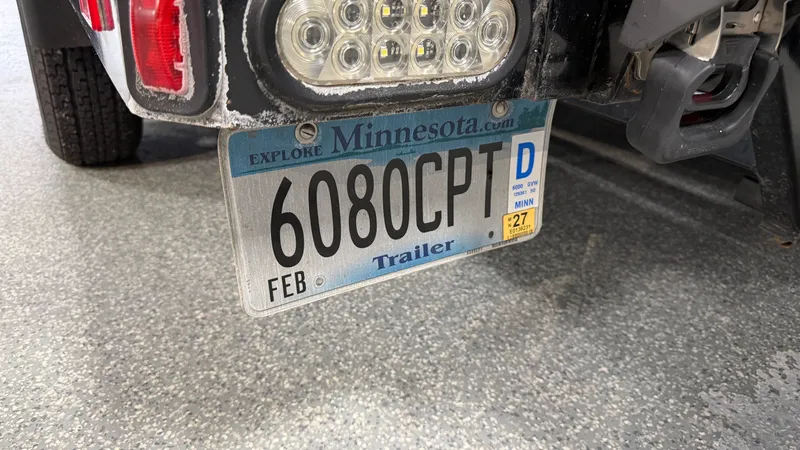 EXPLORE Minnesota.com
6080CPT
D
MINN
27
Trailer
FEB